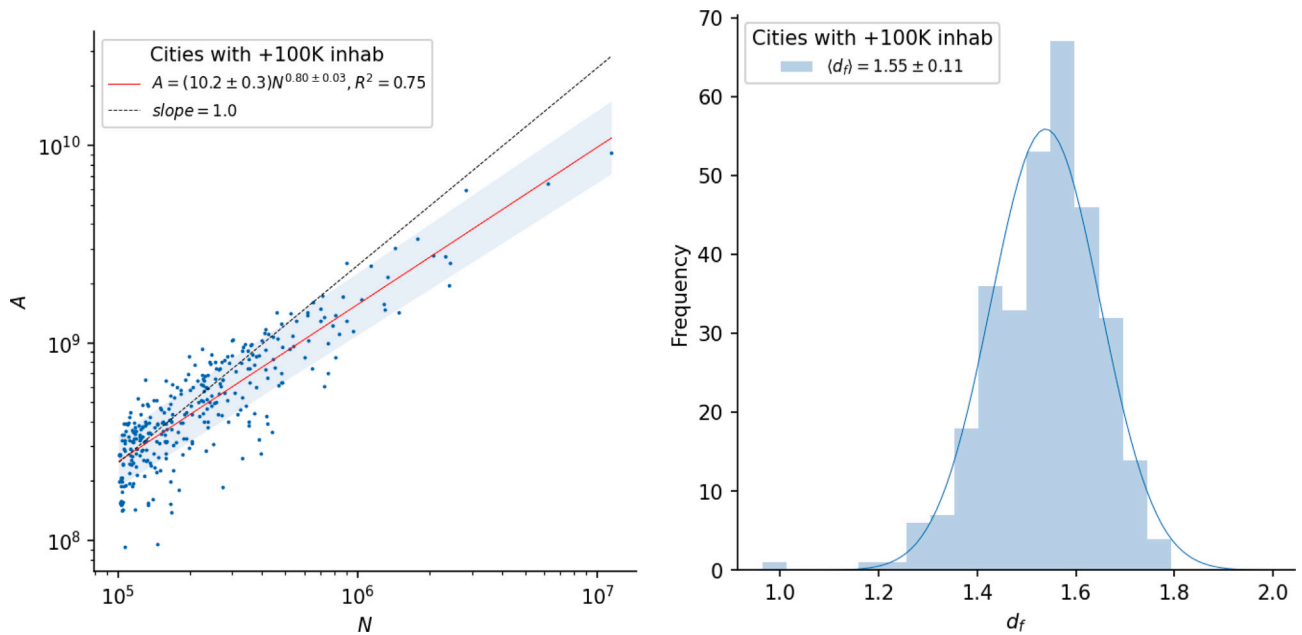 Cities with +100K inhab
A = (10.2 ± 0.3)N^{0.80 ± 0.03}, R^2 = 0.75
slope = 1.0
10^{10}
10^9
10^8
A
10^5
10^6
10^7
N
Cities with +100K inhab
⟨d_f⟩ = 1.55 ± 0.11
70
60
50
40
30
20
10
0
Frequency
1.0
1.2
1.4
1.6
1.8
2.0
d_f